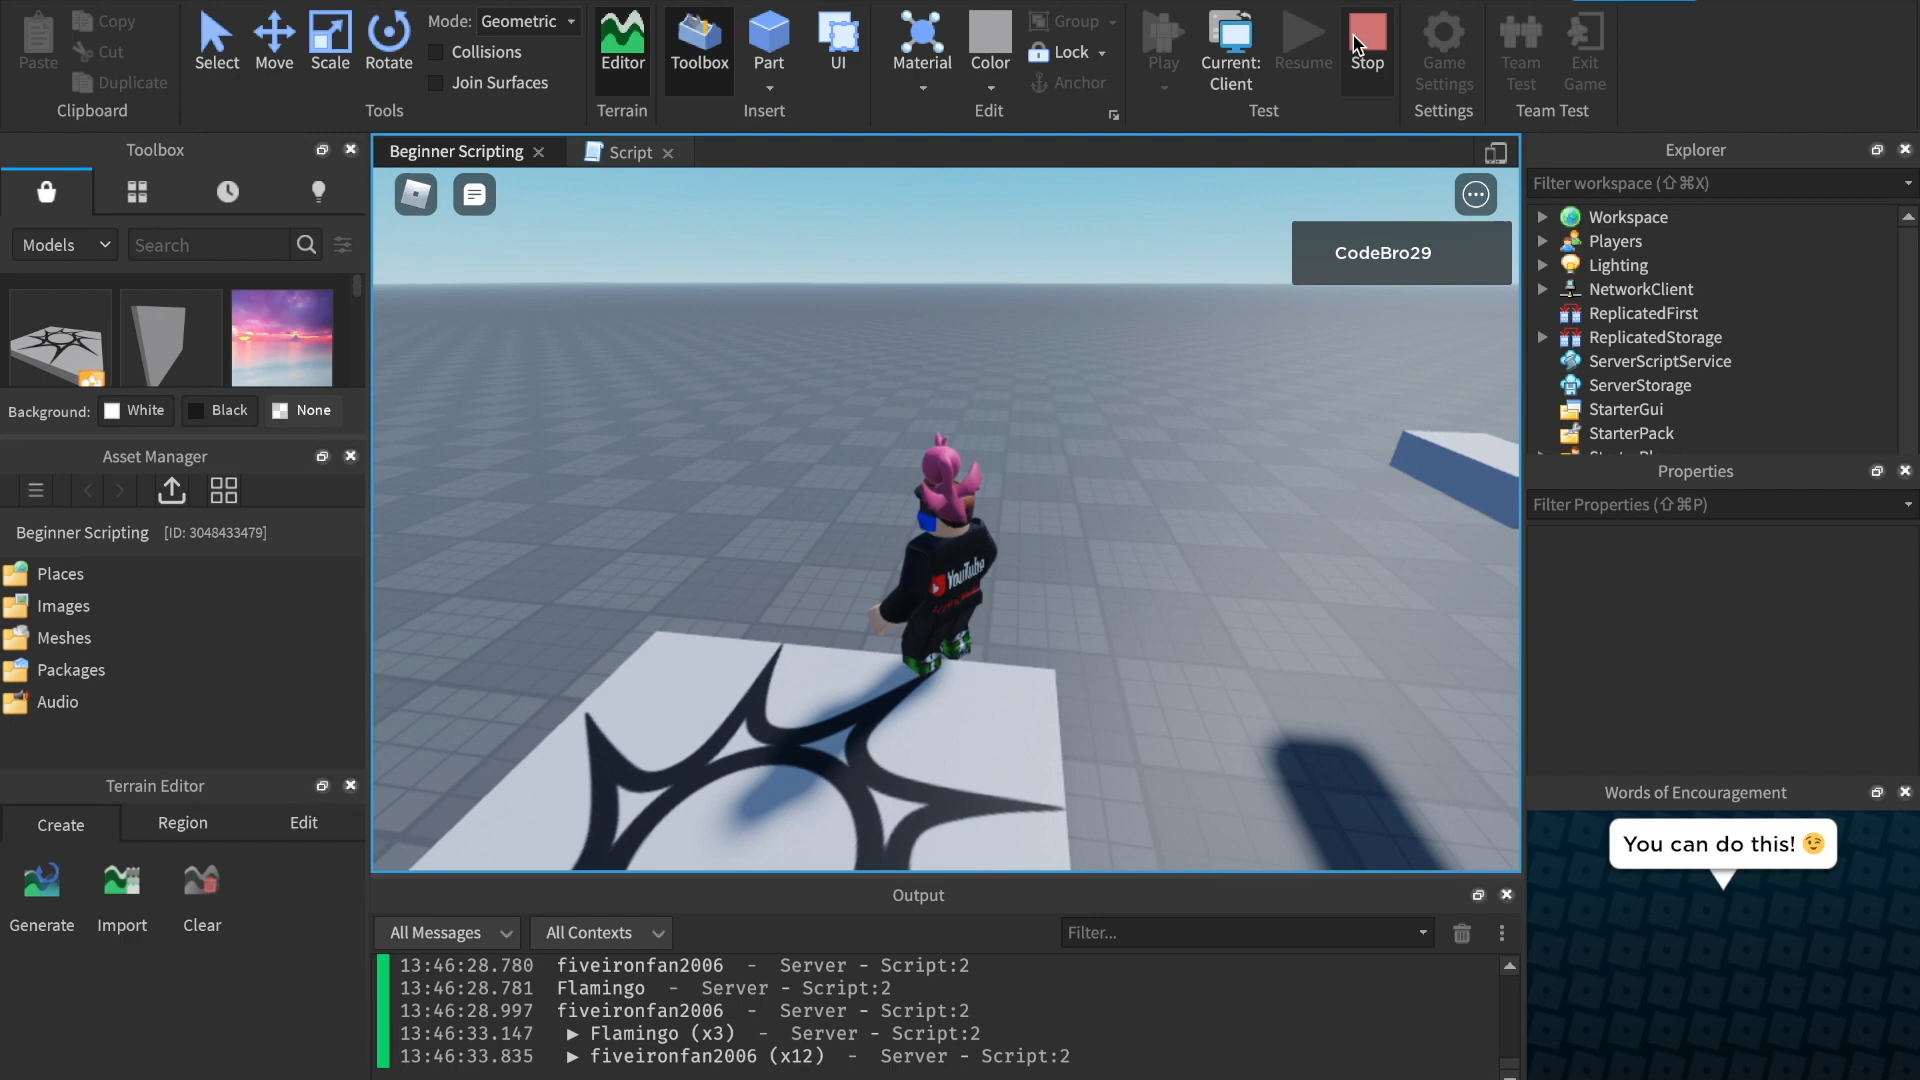 Paste
Copy
Cut
Duplicate
Clipboard
Select
Move
Scale
Rotate
Mode: Geometric
Collisions
Join Surfaces
Tools
Editor
Terrain
Toolbox
Part
UI
Insert
Material
Color
Group
Lock
Anchor
Edit
Play
Current:
Client
Resume
Stop
Test
Game
Settings
Settings
Team
Test
Exit
Game
Team Test
Toolbox
Models
Search
Background: White Black None
Asset Manager
Beginner Scripting [ID: 3048433479]
Places
Images
Meshes
Packages
Audio
Terrain Editor
Create Region Edit
Generate Import Clear
Beginner Scripting
Script
CodeBro29
YouTube
Output
All Messages All Contexts Filter...
13:46:28.780 fiveironfan2006 - Server - Script:2
13:46:28.781 Flamingo - Server - Script:2
13:46:28.997 fiveironfan2006 - Server - Script:2
13:46:33.147 ▶ Flamingo (x3) - Server - Script:2
13:46:33.835 ▶ fiveironfan2006 (x12) - Server - Script:2
Explorer
Filter workspace (⇧⌘X)
Workspace
Players
Lighting
NetworkClient
ReplicatedFirst
ReplicatedStorage
ServerScriptService
ServerStorage
StarterGui
StarterPack
Properties
Filter Properties (⇧⌘P)
Words of Encouragement
You can do this! 😉